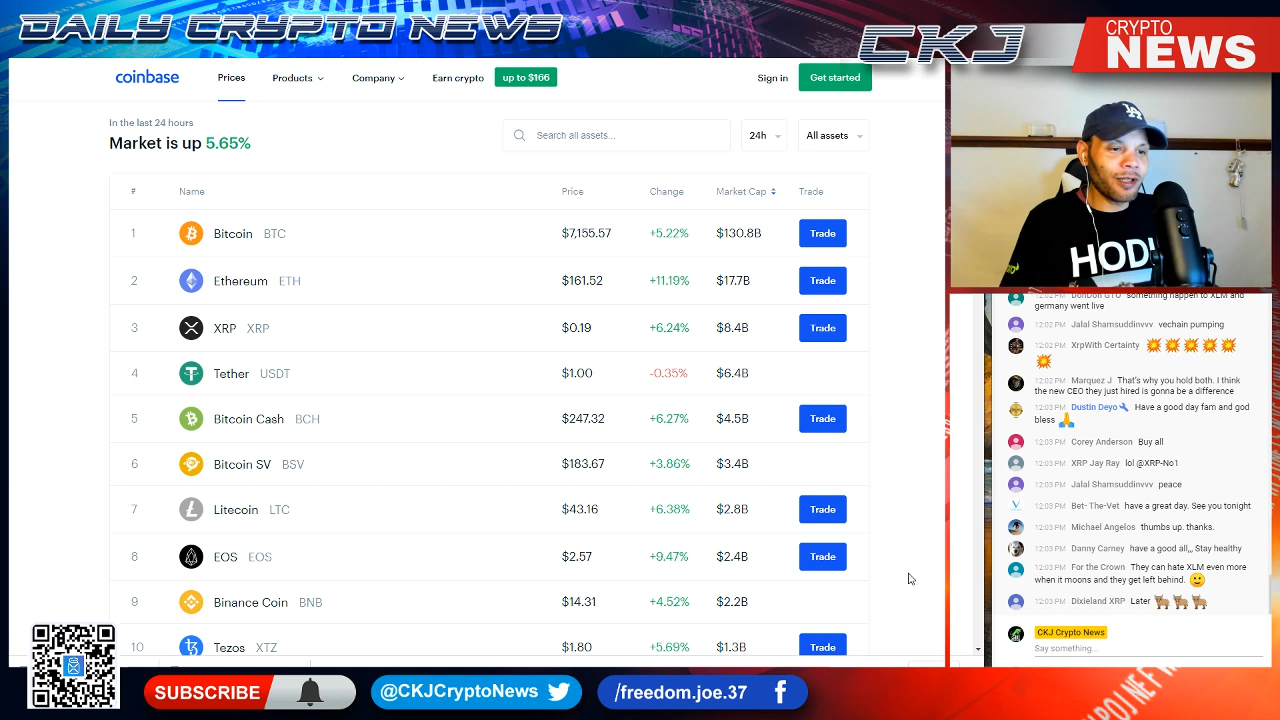 DAILY CRYPTO NEWS
CKJ
CRYPTO
NEWS
coinbase
Prices
Products
Company
Earn crypto
up to $166
Sign in
Get started
In the last 24 hours
Market is up 5.65%
Search all assets...
24h
All assets
# Name Price Change Market Cap Trade
1 Bitcoin BTC $7,155.57 +5.22% $130.8B Trade
2 Ethereum ETH $161.52 +11.19% $17.7B Trade
3 XRP XRP $0.19 +6.24% $8.4B Trade
4 Tether USDT $1.00 -0.35% $6.4B
5 Bitcoin Cash BCH $247.32 +6.27% $4.5B Trade
6 Bitcoin SV BSV $183.67 +3.86% $3.4B
7 Litecoin LTC $43.16 +6.38% $2.8B Trade
8 EOS EOS $2.57 +9.47% $2.4B Trade
9 Binance Coin BNB $14.31 +4.52% $2.2B
10 Tezos XTZ $1.80 +5.69% $1.3B Trade
LA
HODL
12:02 PM DonDon GTO something happen to XLM and
germany went live
12:02 PM Jalal Shamsuddinvvv vechain pumping
12:02 PM XrpWith Certainty
12:02 PM Marquez J That's why you hold both. I think
the new CEO they just hired is gonna be a difference
12:03 PM Dustin Deyo Have a good day fam and god
bless
12:03 PM Corey Anderson Buy all
12:03 PM XRP Jay Ray lol @XRP-No1
12:03 PM Jalal Shamsuddinvvv peace
12:03 PM Bet- The-Vet have a great day. See you tonight
12:03 PM Michael Angelos thumbs up. thanks.
12:03 PM Danny Carney have a good all,,, Stay healthy
12:03 PM For the Crown They can hate XLM even more
when it moons and they get left behind.
12:03 PM Dixieland XRP Later
CKJ Crypto News
Say something...
SUBSCRIBE
@CKJCryptoNews
/freedom.joe.37